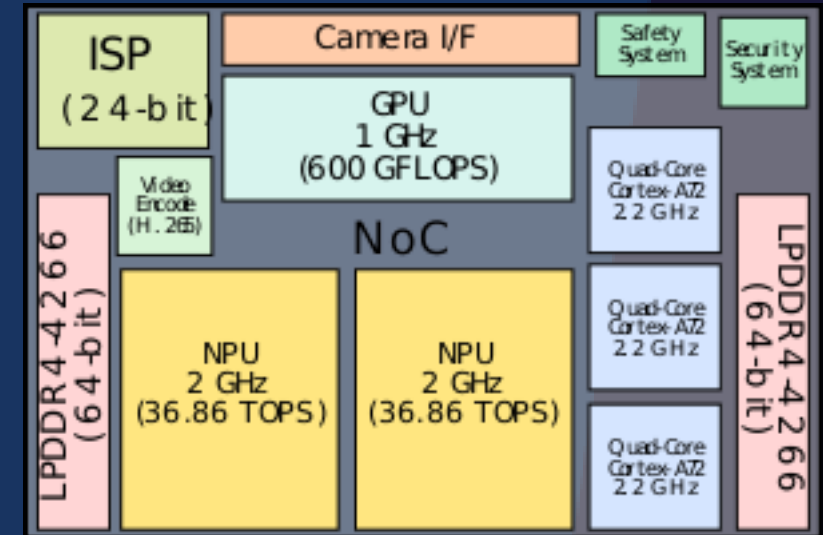 ISP
(24-bit)
Camera I/F
Safety
System
Security
System
GPU
1 GHz
(600 GFLOPS)
Video
Encode
(H.265)
Quad-Core
Cortex-A72
2 2 GHz
NoC
LPDDR4-4266
(64-bit)
NPU
2 GHz
(36.86 TOPS)
NPU
2 GHz
(36.86 TOPS)
Quad-Core
Cortex-A72
2 2 GHz
Quad-Core
Cortex-A72
2 2 GHz
LPDDR4-4266
(64-bit)